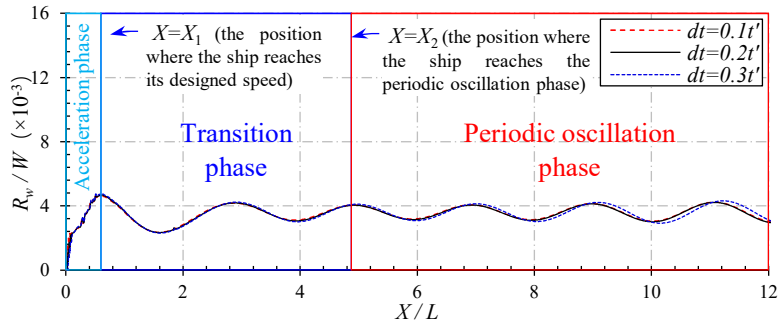 16
12
8
4
0
R_w / W (×10⁻³)
Acceleration phase
X=X₁ (the position
where the ship reaches
its designed speed)
Transition
phase
X=X₂ (the position where
the ship reaches the
periodic oscillation phase)
Periodic oscillation
phase
dt=0.1t′
dt=0.2t′
dt=0.3t′
0 2 4 6 8 10 12
X / L